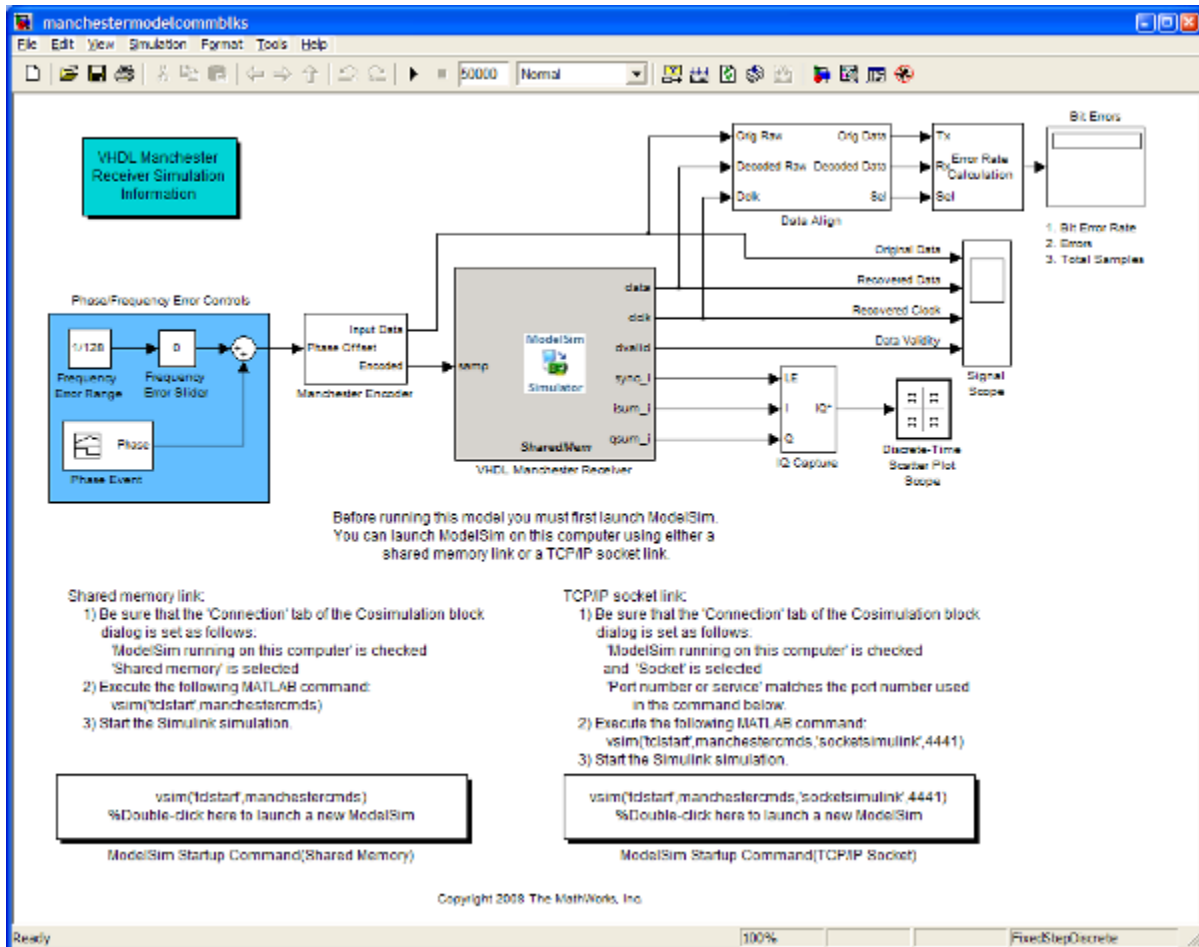 manchestermodelcommblks
File Edit View Simulation Format Tools Help
50000 Normal
VHDL Manchester
Receiver Simulation
Information
Orig Raw Orig Data
Decoded Raw Decoded Data
Dclk Sel
Data Align
Tx
Rx
Sel
Error Rate
Calculation
Bit Errors
1. Bit Error Rate
2. Errors
3. Total Samples
Original Data
Recovered Data
Recovered Clock
Data Validity
Signal
Scope
Phase/Frequency Error Controls
1/128
Frequency
Error Range
0
Frequency
Error Slider
Phase
Phase Event
Input Data
Phase Offset
Encoded
Manchester Encoder
samp
ModelSim
Simulator
SharedMem
data
dclk
dvalid
sync_i
isum_i
qsum_i
VHDL Manchester Receiver
LE
I IQ*
Q
IQ Capture
Discrete-Time
Scatter Plot
Scope
Before running this model you must first launch ModelSim.
You can launch ModelSim on this computer using either a
shared memory link or a TCP/IP socket link.
Shared memory link:
1) Be sure that the 'Connection' tab of the Cosimulation block
dialog is set as follows:
'ModelSim running on this computer' is checked
'Shared memory' is selected
2) Execute the following MATLAB command:
vsim('tclstart',manchestercmds)
3) Start the Simulink simulation.
TCP/IP socket link:
1) Be sure that the 'Connection' tab of the Cosimulation block
dialog is set as follows:
'ModelSim running on this computer' is checked
and 'Socket' is selected
'Port number or service' matches the port number used
in the command below.
2) Execute the following MATLAB command:
vsim('tclstart',manchestercmds,'socketsimulink',4441)
3) Start the Simulink simulation.
vsim('tclstart',manchestercmds)
%Double-click here to launch a new ModelSim
ModelSim Startup Command(Shared Memory)
vsim('tclstart',manchestercmds,'socketsimulink',4441)
%Double-click here to launch a new ModelSim
ModelSim Startup Command(TCP/IP Socket)
Copyright 2008 The MathWorks, Inc.
Ready 100% FixedStepDiscrete